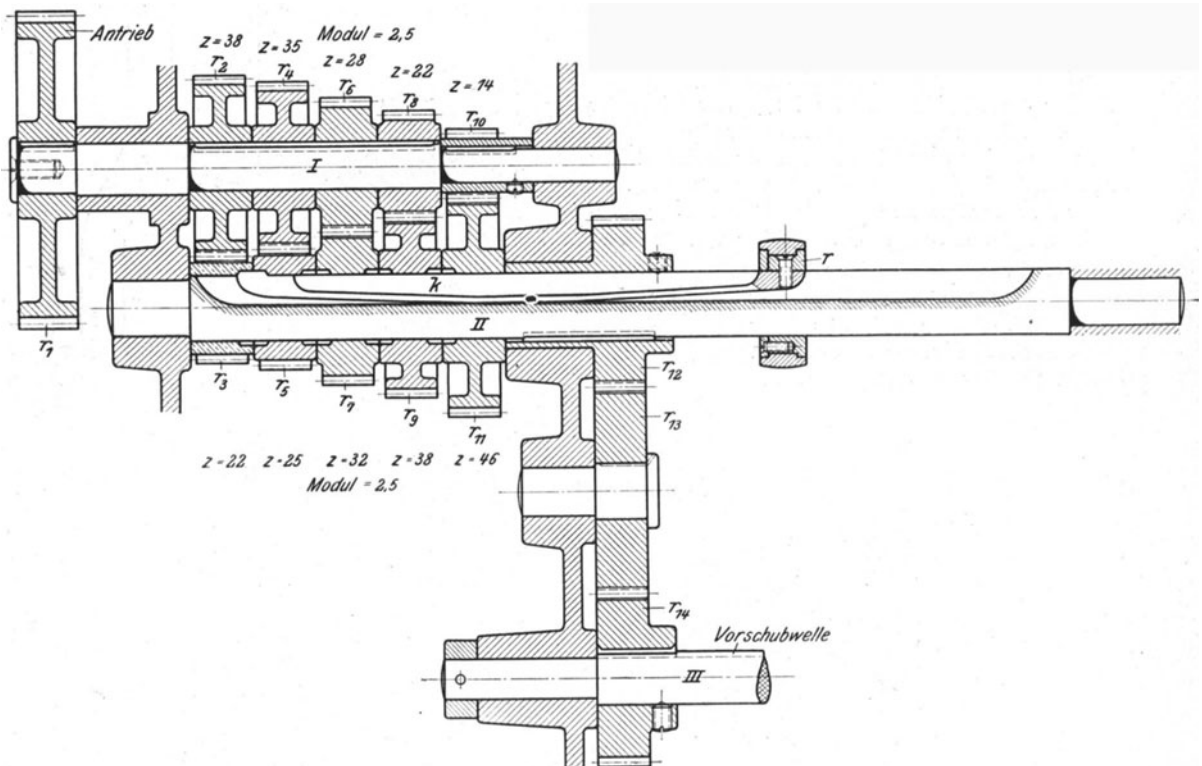 Antrieb
Modul = 2,5
z=38 z=35 z=28 z=22 z=14
r2 r4 r6 r8 r10
I
k
r
II
r1
r3 r5 r7 r9 r11
r12
r13
z=22 z=25 z=32 z=38 z=46
Modul = 2,5
r14
Vorschubwelle
III